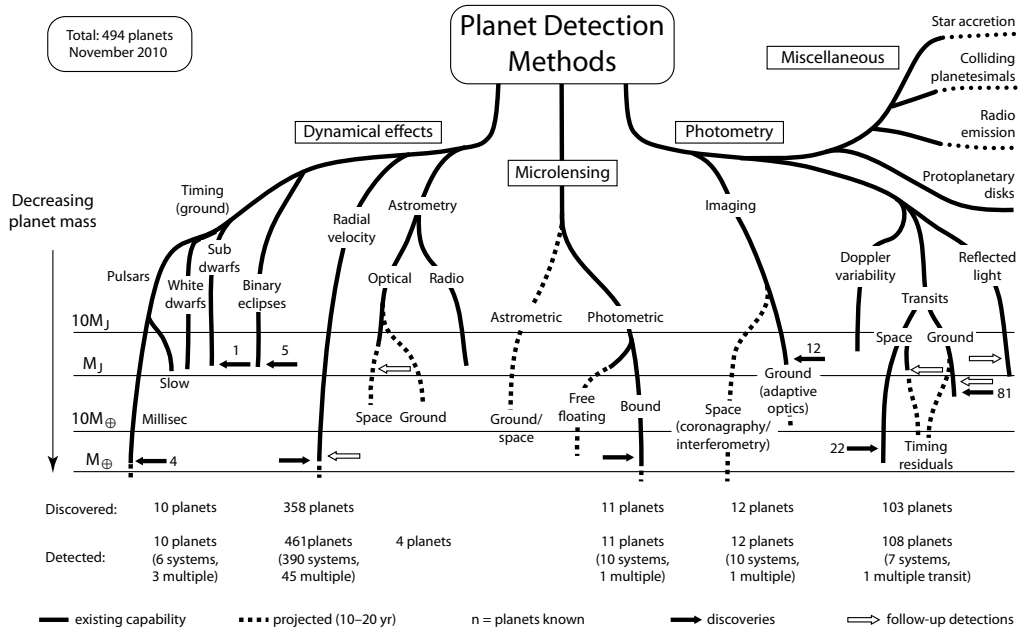 Total: 494 planets
November 2010
Planet Detection
Methods
Star accretion
Miscellaneous
Colliding
planetesimals
Radio
emission
Dynamical effects
Photometry
Microlensing
Protoplanetary
disks
Decreasing
planet mass
Timing
(ground)
Radial
velocity
Astrometry
Imaging
Pulsars
White
dwarfs
Sub
dwarfs
Binary
eclipses
Optical
Radio
Astrometric
Photometric
Doppler
variability
Transits
Reflected
light
Space
Ground
10M_J
M_J
10M_⊕
M_⊕
1
5
12
81
Slow
Millisec
4
Space
Ground
Ground/
space
Free
floating
Bound
Space
(coronagraphy/
interferometry)
Ground
(adaptive
optics)
22
Timing
residuals
Discovered:
10 planets
358 planets
11 planets
12 planets
103 planets
Detected:
10 planets
(6 systems,
3 multiple)
461planets
(390 systems,
45 multiple)
4 planets
11 planets
(10 systems,
1 multiple)
12 planets
(10 systems,
1 multiple)
108 planets
(7 systems,
1 multiple transit)
existing capability
projected (10–20 yr)
n = planets known
discoveries
follow-up detections